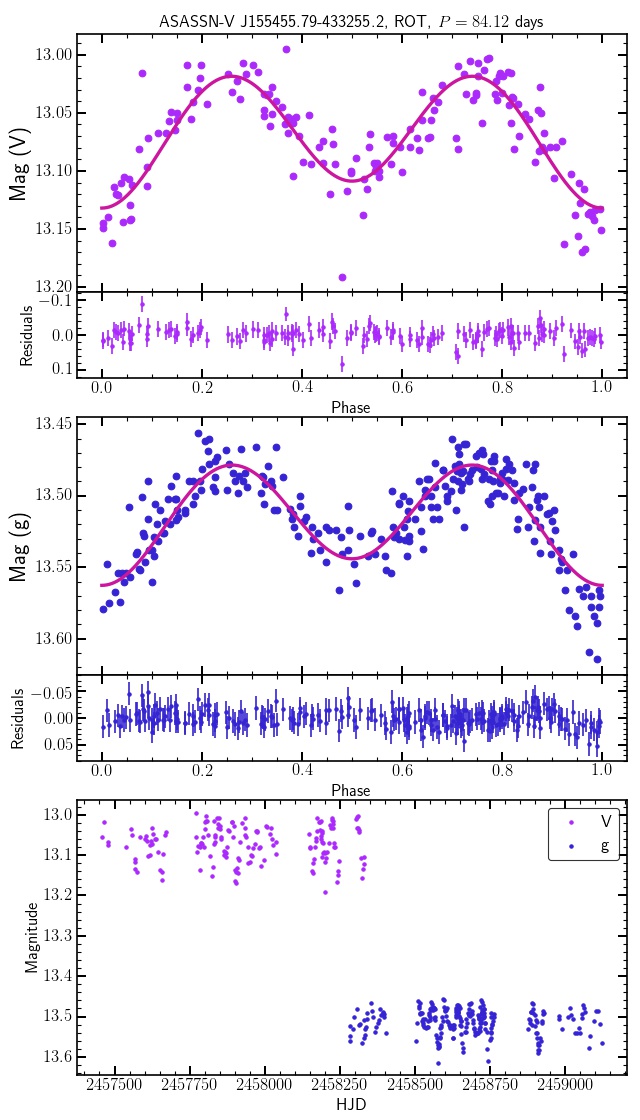 ASASSN-V J155455.79-433255.2, ROT, P = 84.12 days
13.00
13.05
13.10
13.15
13.20
Mag (V)
−0.1
0.0
0.1
Residuals
0.0 0.2 0.4 0.6 0.8 1.0
Phase
13.45
13.50
13.55
13.60
Mag (g)
−0.05
0.00
0.05
Residuals
0.0 0.2 0.4 0.6 0.8 1.0
Phase
13.0
13.1
13.2
13.3
13.4
13.5
13.6
Magnitude
V
g
2457500 2457750 2458000 2458250 2458500 2458750 2459000
HJD